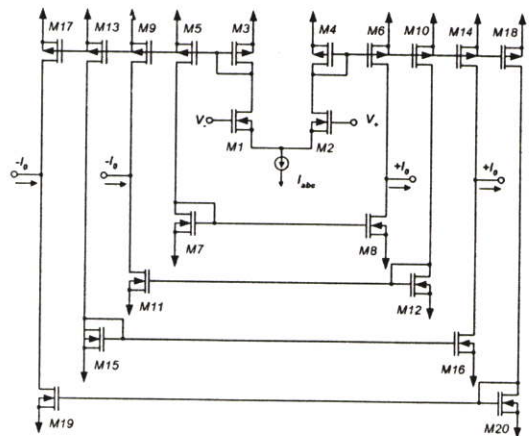 M17 M13 M9 M5 M3 M4 M6 M10 M14 M18
V- V+
M1 M2
-I₀ -I₀ I_abc +I₀ +I₀
M7 M8
M11 M12
M15 M16
M19 M20